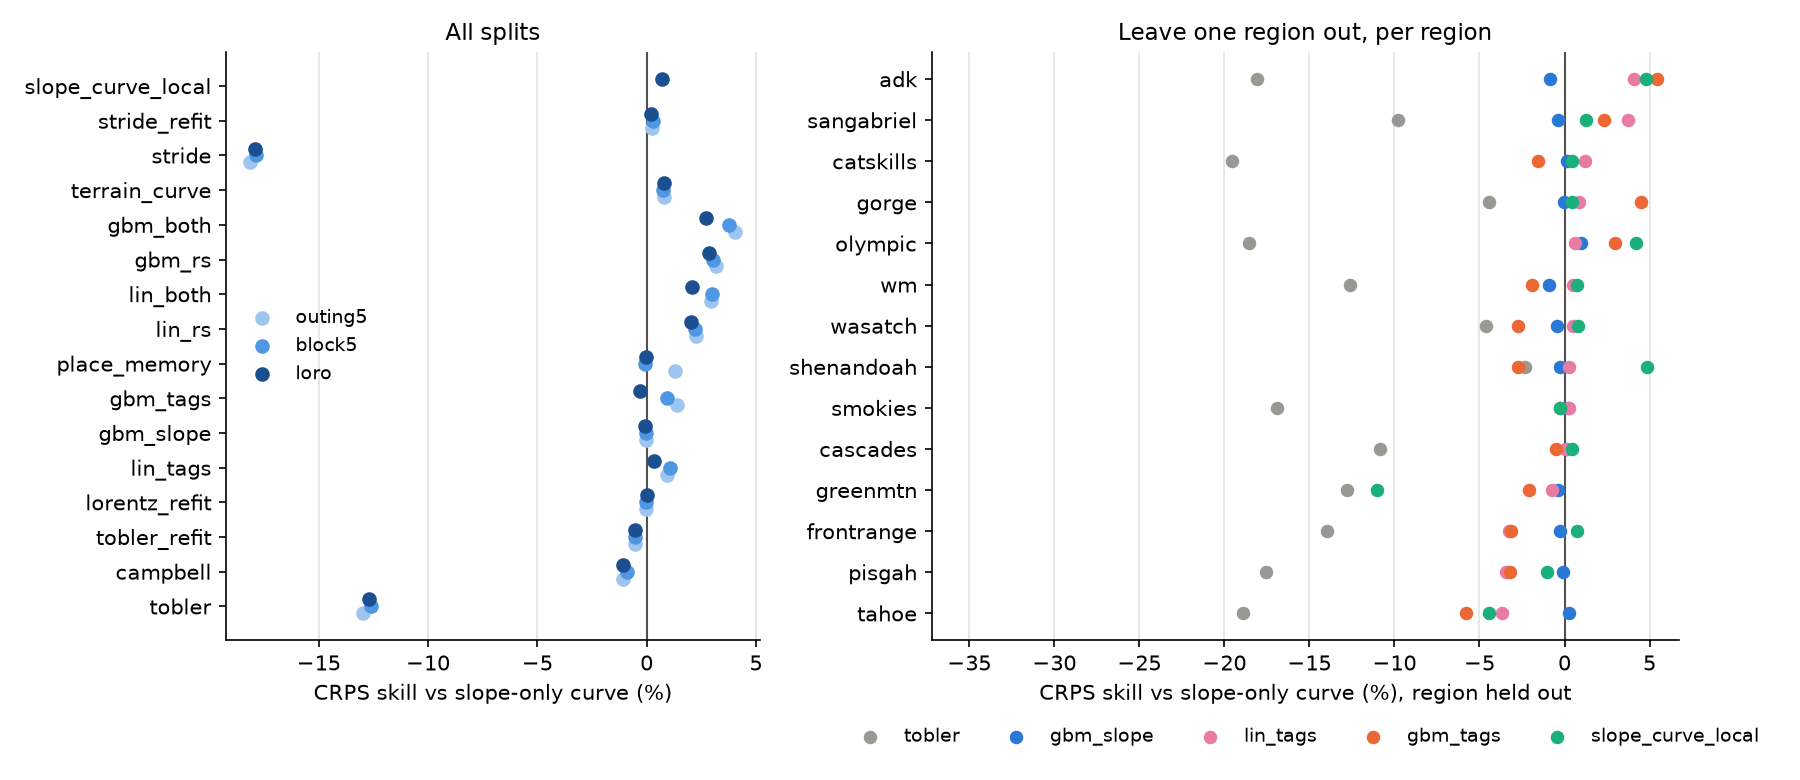 All splits
slope_curve_local
stride_refit
stride
terrain_curve
gbm_both
gbm_rs
lin_both
lin_rs
place_memory
gbm_tags
gbm_slope
lin_tags
lorentz_refit
tobler_refit
campbell
tobler
outing5
block5
loro
−15 −10 −5 0 5
CRPS skill vs slope-only curve (%)
Leave one region out, per region
adk
sangabriel
catskills
gorge
olympic
wm
wasatch
shenandoah
smokies
cascades
greenmtn
frontrange
pisgah
tahoe
−35 −30 −25 −20 −15 −10 −5 0 5
CRPS skill vs slope-only curve (%), region held out
tobler gbm_slope lin_tags gbm_tags slope_curve_local